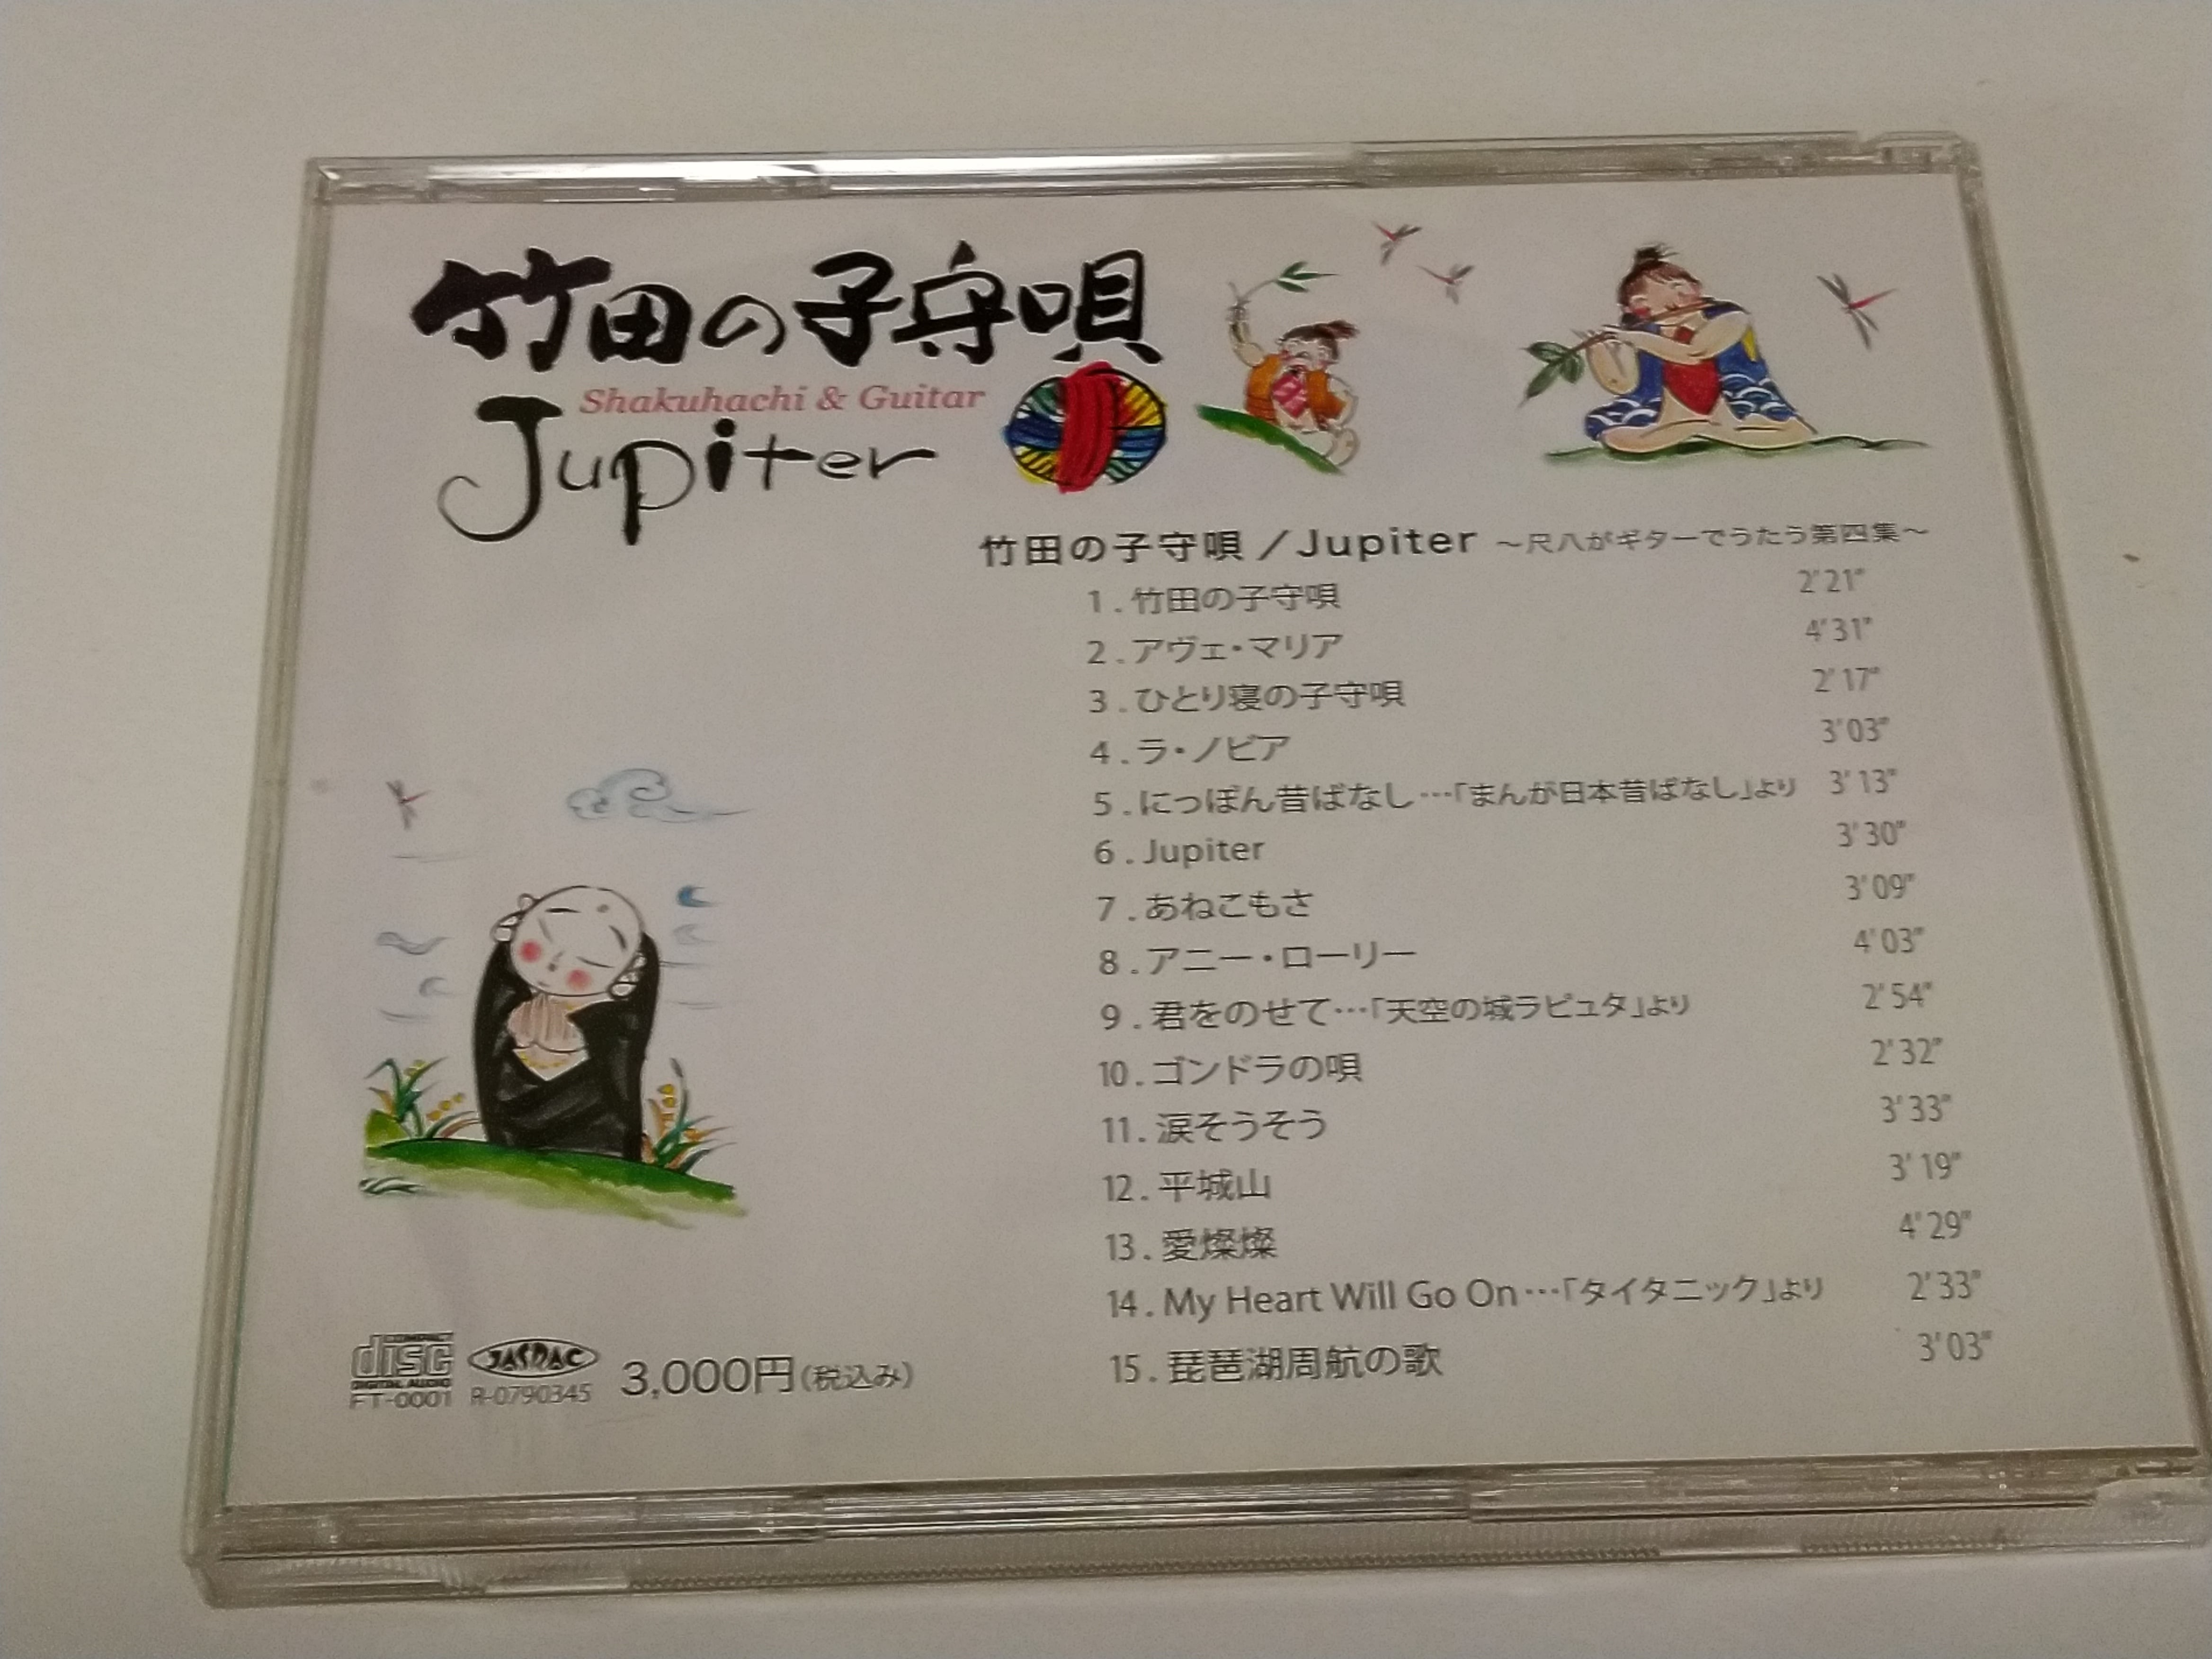 竹田の子守唄
Shakuhachi & Guitar
Jupiter
竹田の子守唄／Jupiter ～尺八がギターでうたう第四集～
1.竹田の子守唄 2'21"
2.アヴェ・マリア 4'31"
3.ひとり寝の子守唄 2'17"
4.ラ・ノビア 3'03"
5.にっぽん昔ばなし…「まんが日本昔ばなし」より 3'13"
6.Jupiter 3'30"
7.あねこもさ 3'09"
8.アニー・ローリー 4'03"
9.君をのせて…「天空の城ラピュタ」より 2'54"
10.ゴンドラの唄 2'32"
11.涙そうそう 3'33"
12.平城山 3'19"
13.愛燦燦 4'29"
14.My Heart Will Go On…「タイタニック」より 2'33"
15.琵琶湖周航の歌 3'03"
COMPACT
disc
DIGITAL AUDIO
FT-0001
JASRAC
R-0790345
3,000円(税込み)